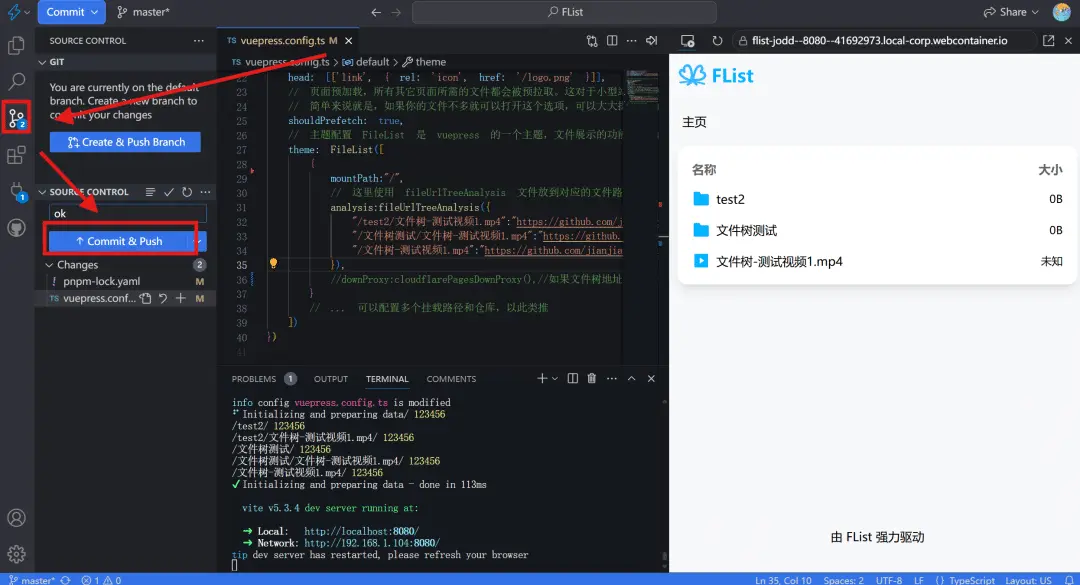 Commit
master*
FList
Share
SOURCE CONTROL
GIT
You are currently on the default
branch. Create a new branch to
commit your changes
Create & Push Branch
SOURCE CONTROL
ok
Commit & Push
Changes 2
pnpm-lock.yaml M
TS vuepress.conf... M
2
1
TS vuepress.config.ts M
TS vuepress.config.ts > default > theme
22 head: [['link', { rel: 'icon', href: '/logo.png' }]],
23 // 页面预加载，所有其它页面所需的文件都会被预拉取。这对于小型
24 // 简单来说就是，如果你的文件不多就可以打开这个选项，可以大大
25 shouldPrefetch: true,
26 // 主题配置 FileList 是 vuepress 的一个主题，文件展示的功
27 theme: FileList([
28 {
29 mountPath:"/",
30 // 这里使用 fileUrlTreeAnalysis 文件放到对应的文件路
31 analysis:fileUrlTreeAnalysis({
32 "/test2/文件树-测试视频1.mp4":"https://github.com/j
33 "/文件树测试/文件树-测试视频1.mp4":"https://github.
34 "/文件树-测试视频1.mp4":"https://github.com/jianjia
35 }),
36 //downProxy:cloudflarePagesDownProxy(),//如果文件树地址
37 }
38 // ... 可以配置多个挂载路径和仓库，以此类推
39 ])
40 })
41
PROBLEMS 1 OUTPUT TERMINAL COMMENTS
info config vuepress.config.ts is modified
Initializing and preparing data/ 123456
/test2/ 123456
/test2/文件树-测试视频1.mp4/ 123456
/文件树测试/ 123456
/文件树测试/文件树-测试视频1.mp4/ 123456
/文件树-测试视频1.mp4/ 123456
✔Initializing and preparing data - done in 113ms
vite v5.3.4 dev server running at:
➜ Local: http://localhost:8080/
➜ Network: http://192.168.1.104:8080/
tip dev server has restarted, please refresh your browser
flist-jodd--8080--41692973.local-corp.webcontainer.io
FList
主页
名称 大小
test2 0B
文件树测试 0B
文件树-测试视频1.mp4 未知
由 FList 强力驱动
master* 1 0
Ln 35, Col 10 Spaces: 2 UTF-8 LF {} TypeScript Layout: US